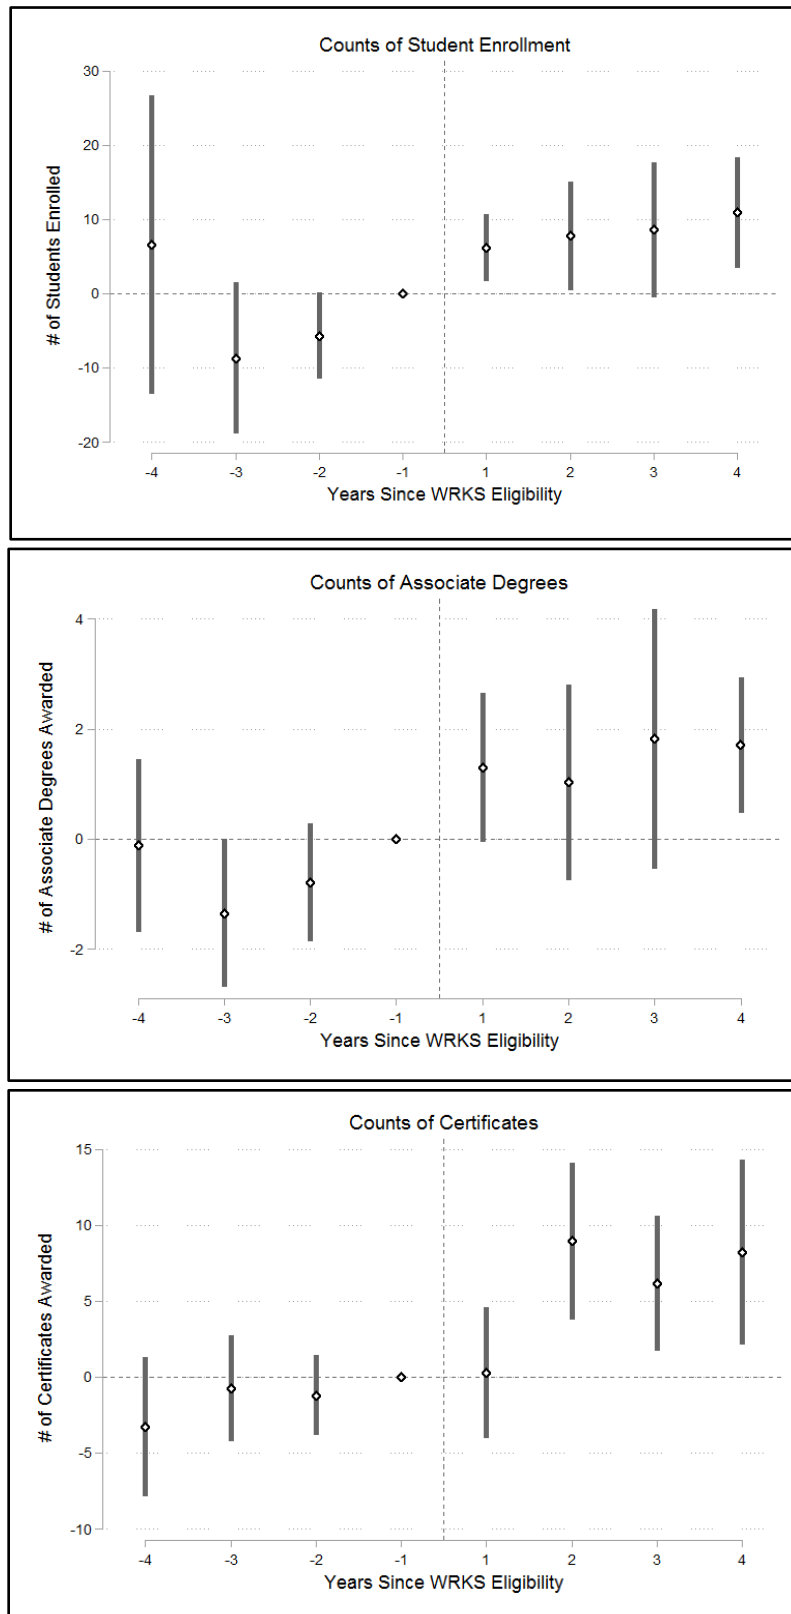 Counts of Student Enrollment
30
20
10
0
-10
-20
# of Students Enrolled
-4 -3 -2 -1 1 2 3 4
Years Since WRKS Eligibility
Counts of Associate Degrees
4
2
0
-2
# of Associate Degrees Awarded
-4 -3 -2 -1 1 2 3 4
Years Since WRKS Eligibility
Counts of Certificates
15
10
5
0
-5
-10
# of Certificates Awarded
-4 -3 -2 -1 1 2 3 4
Years Since WRKS Eligibility